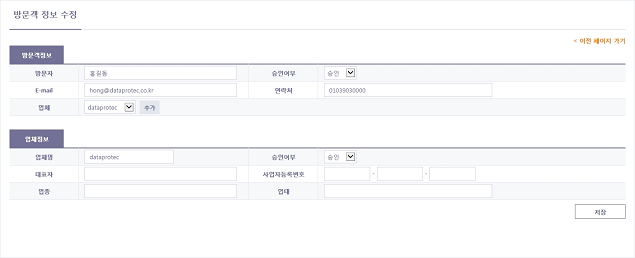 방문객 정보 수정
< 이전 페이지 가기
방문객정보
방문자 홍길동 승인여부 승인
E-mail hong@dataprotec.co.kr 연락처 01039030000
업체 dataprotec 추가
업체정보
업체명 dataprotec 승인여부 승인
대표자 사업자등록번호 - -
업종 업태
저장